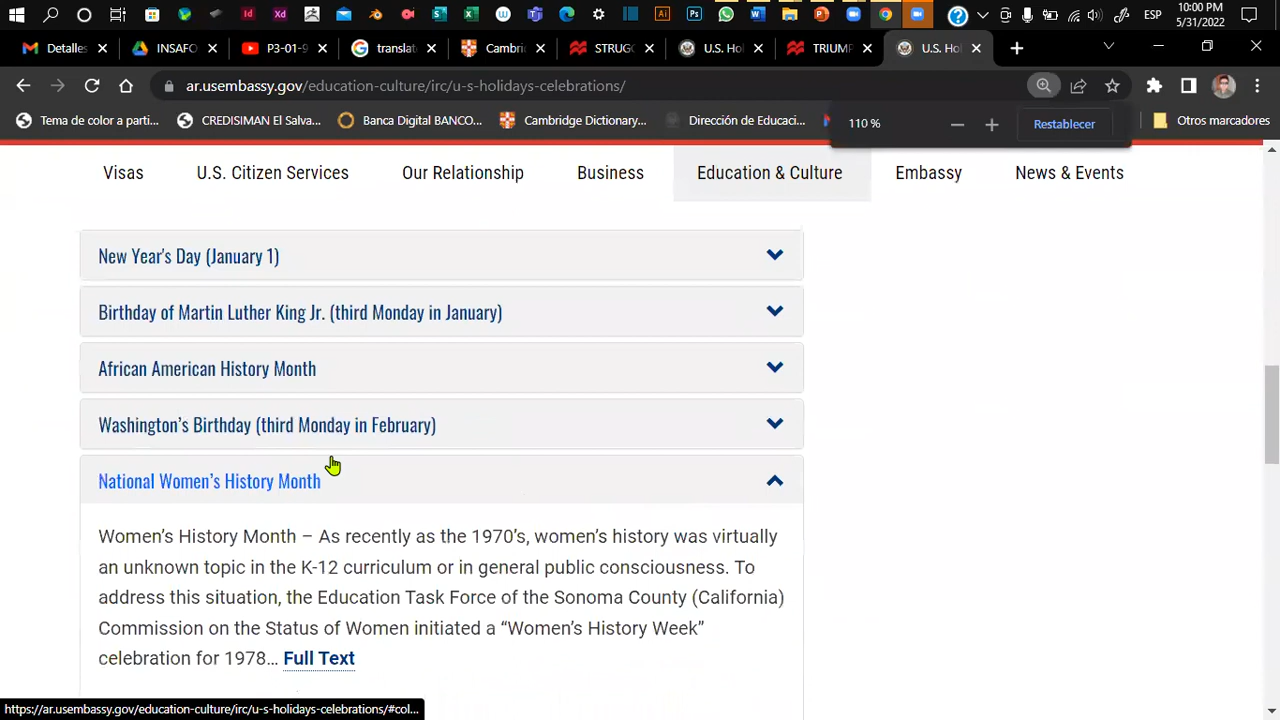 10:00 PM
ESP
5/31/2022
Detalles
INSAFO
P3-01-9
translat
Cambri
STRUGG
U.S. Hol
TRIUMP
U.S. Hol
ar.usembassy.gov/education-culture/irc/u-s-holidays-celebrations/
Tema de color a parti...
CREDISIMAN El Salva...
Banca Digital BANCO...
Cambridge Dictionary...
Dirección de Educaci...
Otros marcadores
110 %
Restablecer
Visas
U.S. Citizen Services
Our Relationship
Business
Education & Culture
Embassy
News & Events
New Year's Day (January 1)
Birthday of Martin Luther King Jr. (third Monday in January)
African American History Month
Washington's Birthday (third Monday in February)
National Women's History Month
Women's History Month – As recently as the 1970's, women's history was virtually
an unknown topic in the K-12 curriculum or in general public consciousness. To
address this situation, the Education Task Force of the Sonoma County (California)
Commission on the Status of Women initiated a “Women's History Week”
celebration for 1978... Full Text
https://ar.usembassy.gov/education-culture/irc/u-s-holidays-celebrations/#col...